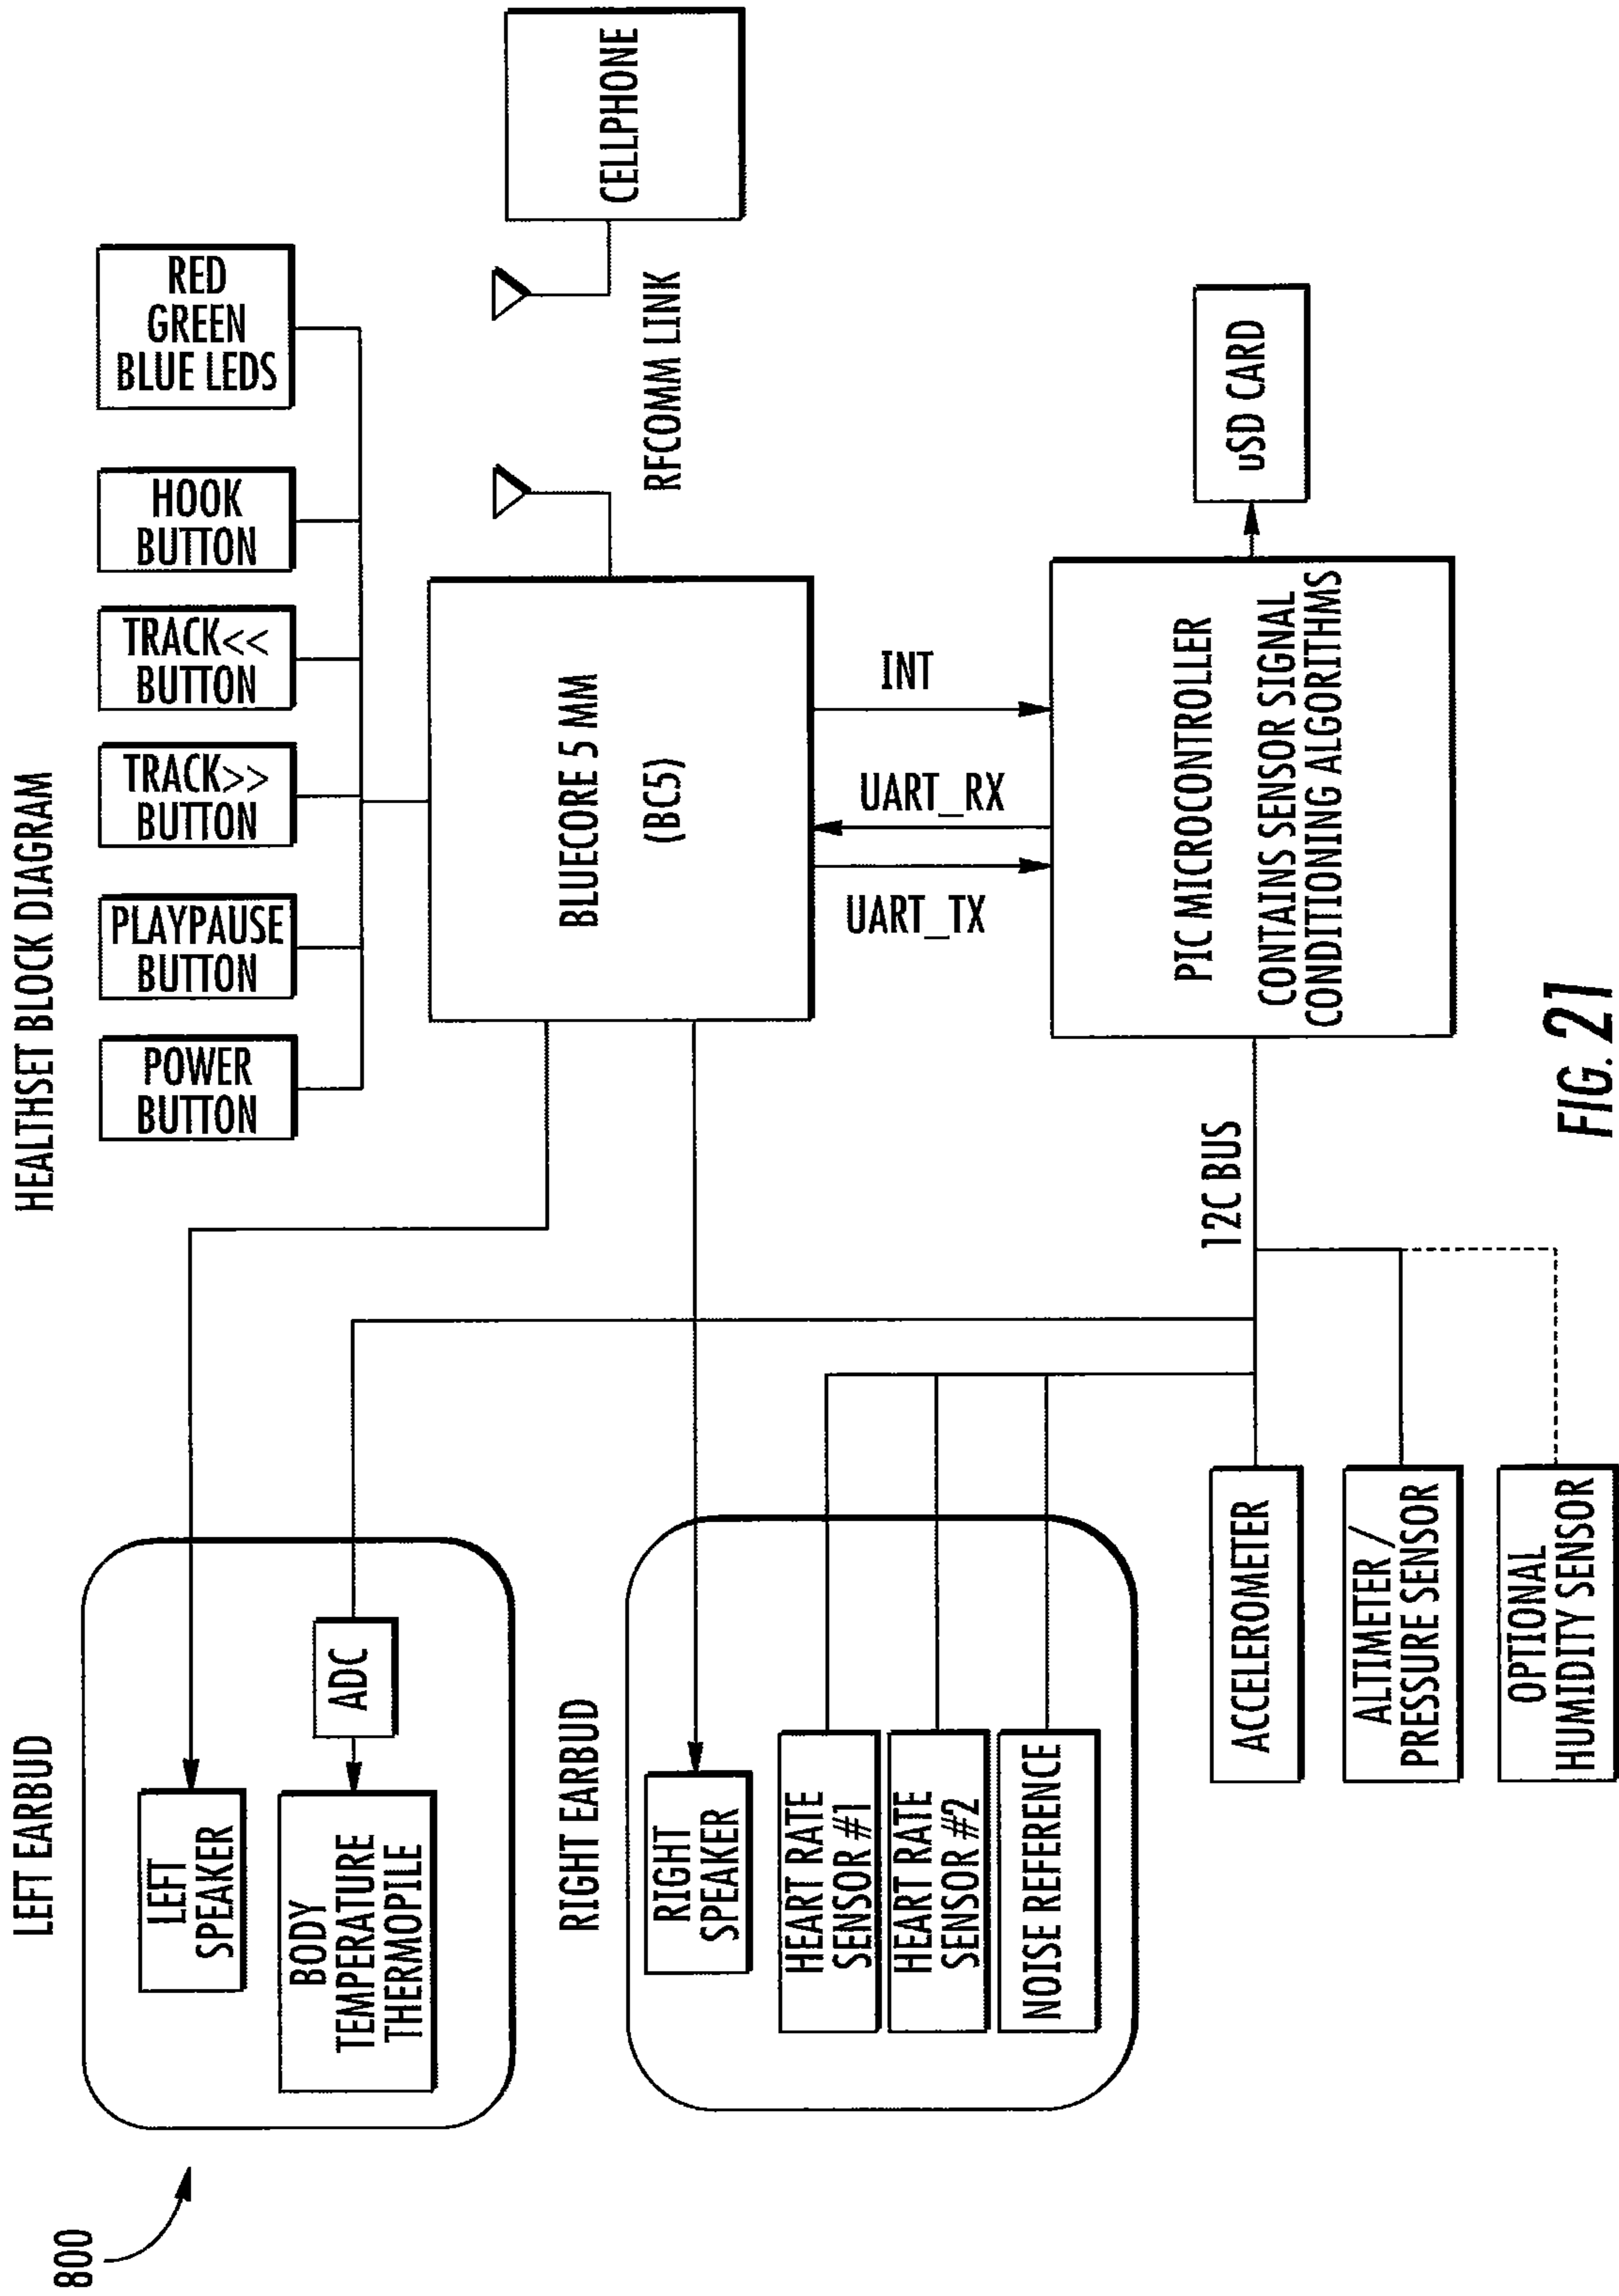 HEALTHSET BLOCK DIAGRAM
800
LEFT EARBUD
LEFT
SPEAKER
BODY
TEMPERATURE
THERMOPILE
ADC
POWER
BUTTON
PLAYPAUSE
BUTTON
TRACK>>
BUTTON
TRACK<<
BUTTON
HOOK
BUTTON
RED
GREEN
BLUE LEDS
RIGHT EARBUD
RIGHT
SPEAKER
HEART RATE
SENSOR #1
HEART RATE
SENSOR #2
NOISE REFERENCE
BLUECORE 5 MM
(BC5)
RFCOMM LINK
CELLPHONE
UART_TX
UART_RX
INT
PIC MICROCONTROLLER
CONTAINS SENSOR SIGNAL
CONDITIONING ALGORITHMS
uSD CARD
12C BUS
ACCELEROMETER
ALTIMETER /
PRESSURE SENSOR
OPTIONAL
HUMIDITY SENSOR
FIG. 21